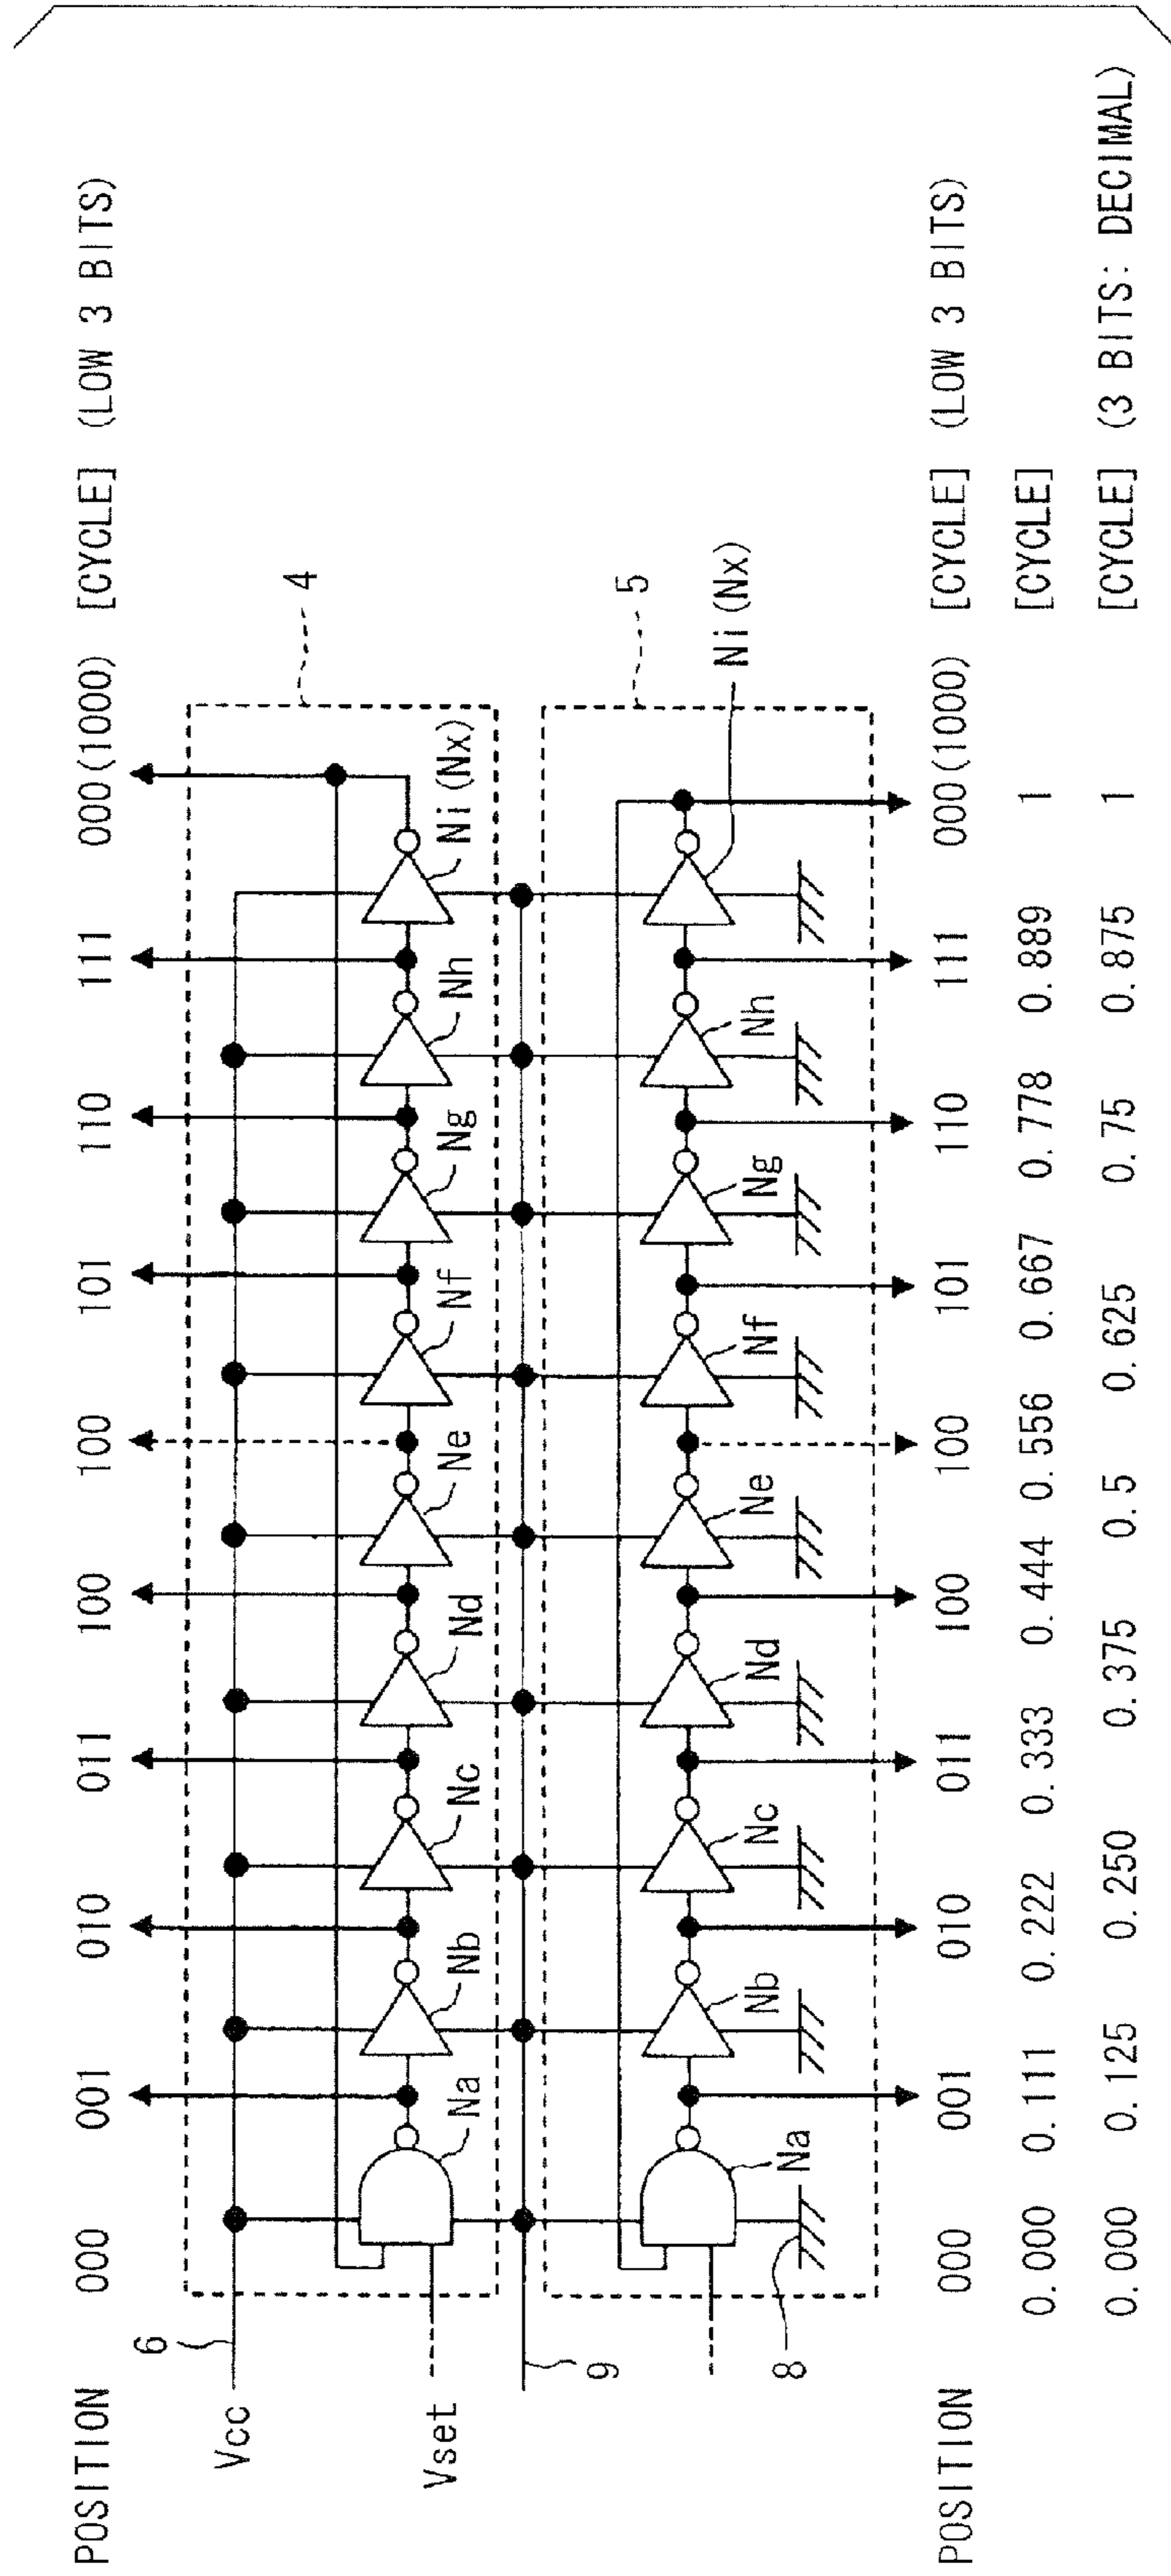 POSITION 000 001 010 011 100 100 101 110 111 000(1000) [CYCLE] (LOW 3 BITS)
6
4
Vcc
Na Nb Nc Nd Ne Nf Ng Nh Ni(Nx)
Vset
9
5
Na Nb Nc Nd Ne Nf Ng Nh Ni(Nx)
8
POSITION 000 001 010 011 100 100 101 110 111 000(1000) [CYCLE] (LOW 3 BITS)
0.000 0.111 0.222 0.333 0.444 0.556 0.667 0.778 0.889 1 [CYCLE]
0.000 0.125 0.250 0.375 0.5 0.625 0.75 0.875 1 [CYCLE] (3 BITS: DECIMAL)